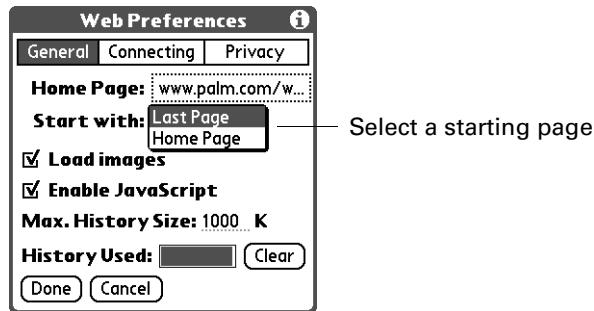 Web Preferences
General Connecting Privacy
Home Page: www.palm.com/w...
Start with: Last Page
Home Page
Select a starting page
Load images
Enable JavaScript
Max. History Size: 1000 K
History Used: Clear
Done Cancel